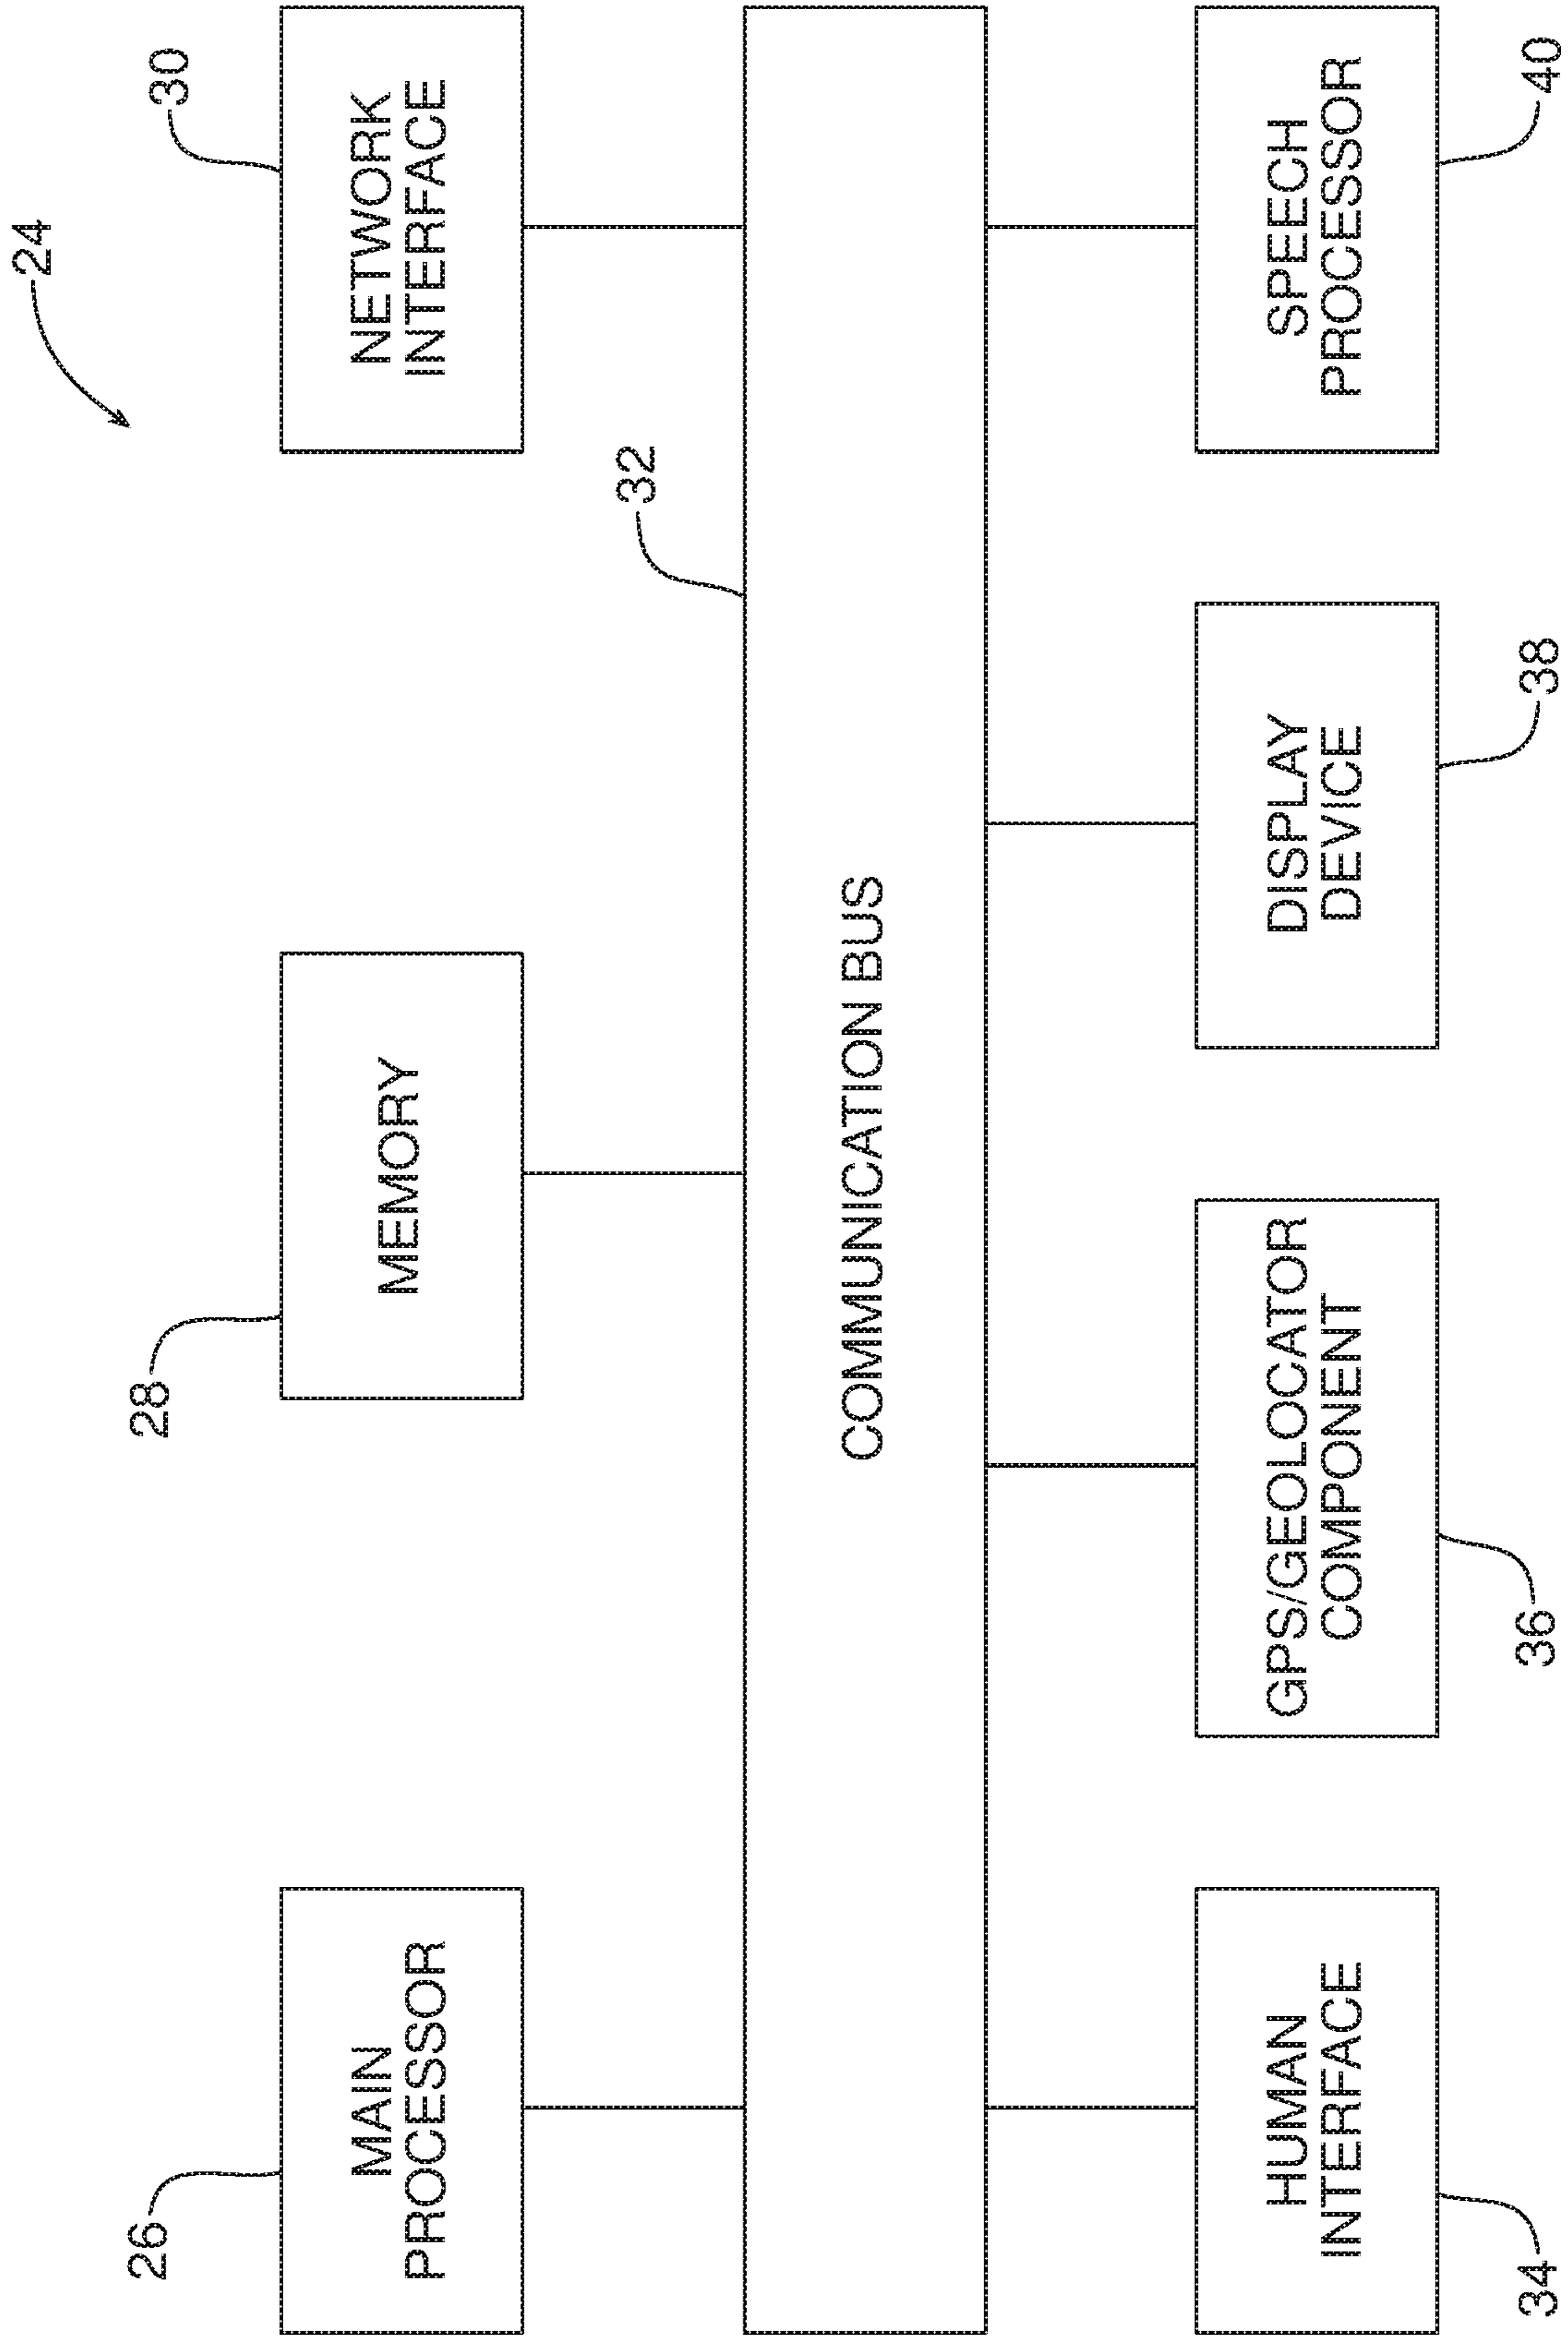 24
26
MAIN
PROCESSOR
28
MEMORY
30
NETWORK
INTERFACE
32
COMMUNICATION BUS
HUMAN
INTERFACE
34
GPS/GEOLOCATOR
COMPONENT
36
DISPLAY
DEVICE
38
SPEECH
PROCESSOR
40